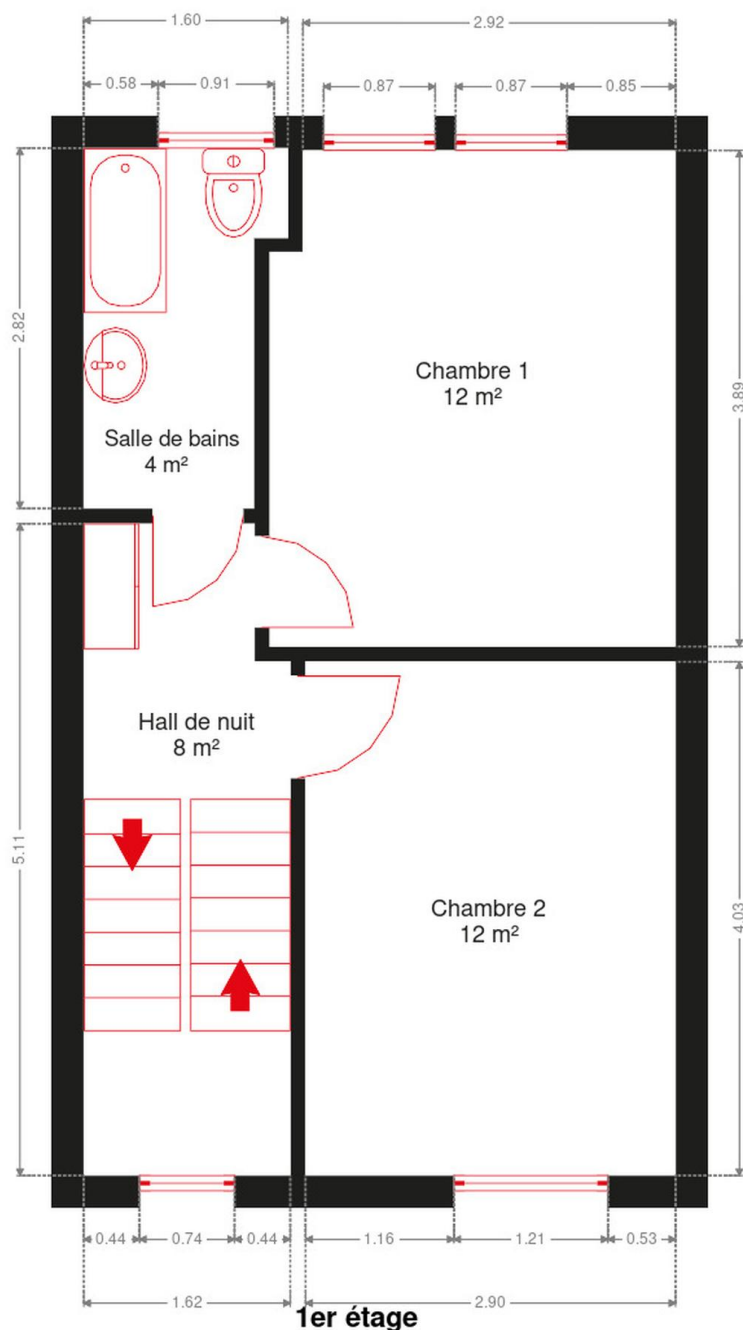 1.60
2.92
0.58
0.91
0.87
0.87
0.85
2.82
3.89
Chambre 1
12 m²
Salle de bains
4 m²
Hall de nuit
8 m²
5.11
4.03
Chambre 2
12 m²
0.44
0.74
0.44
1.16
1.21
0.53
1.62
2.90
1er étage